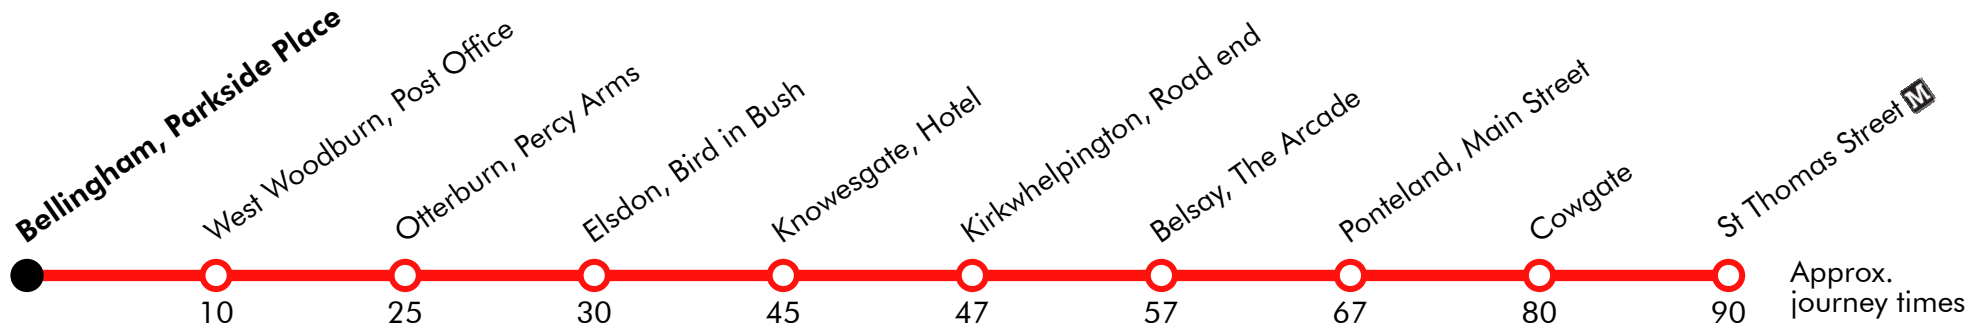 Bellingham, Parkside Place
West Woodburn, Post Office
Otterburn, Percy Arms
Elsdon, Bird in Bush
Knowesgate, Hotel
Kirkwhelpington, Road end
Belsay, The Arcade
Ponteland, Main Street
Cowgate
St Thomas Street M
10
25
30
45
47
57
67
80
90
Approx.
journey times